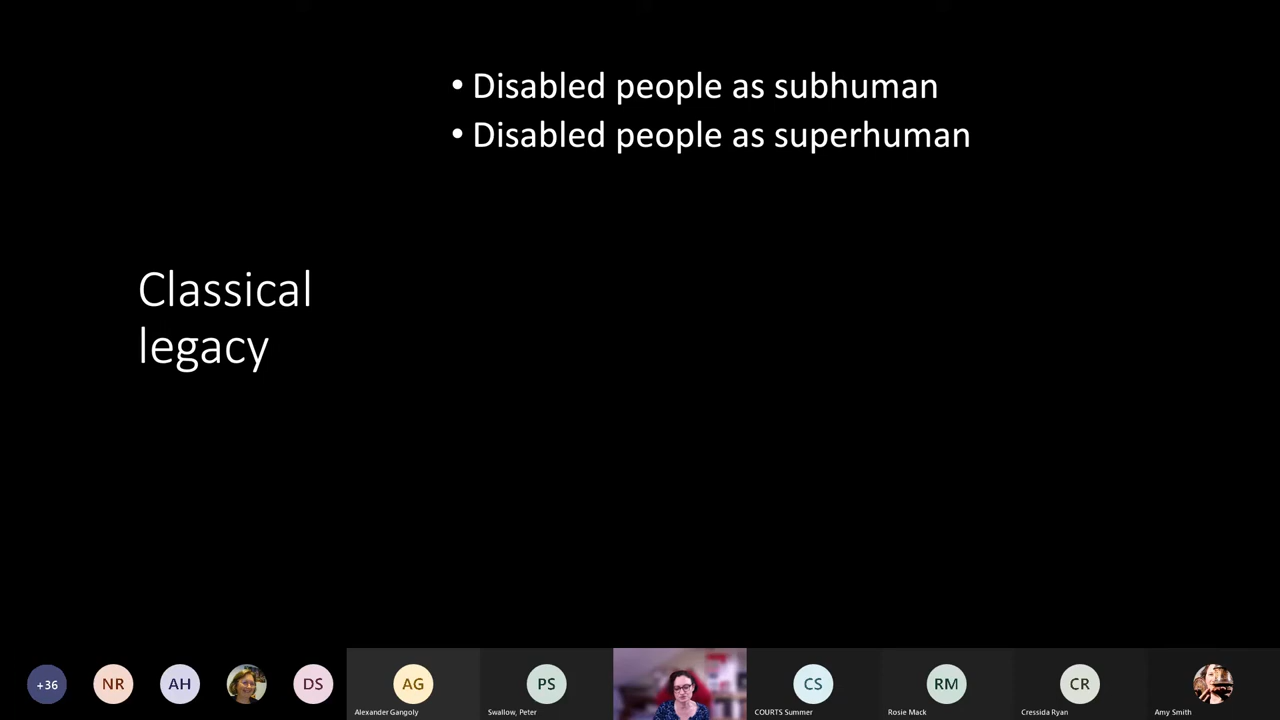 • Disabled people as subhuman
• Disabled people as superhuman
Classical
legacy
+36
NR
AH
DS
AG
Alexander Gangoly
PS
Swallow, Peter
CS
COURTS Summer
RM
Rosie Mack
CR
Cressida Ryan
Amy Smith